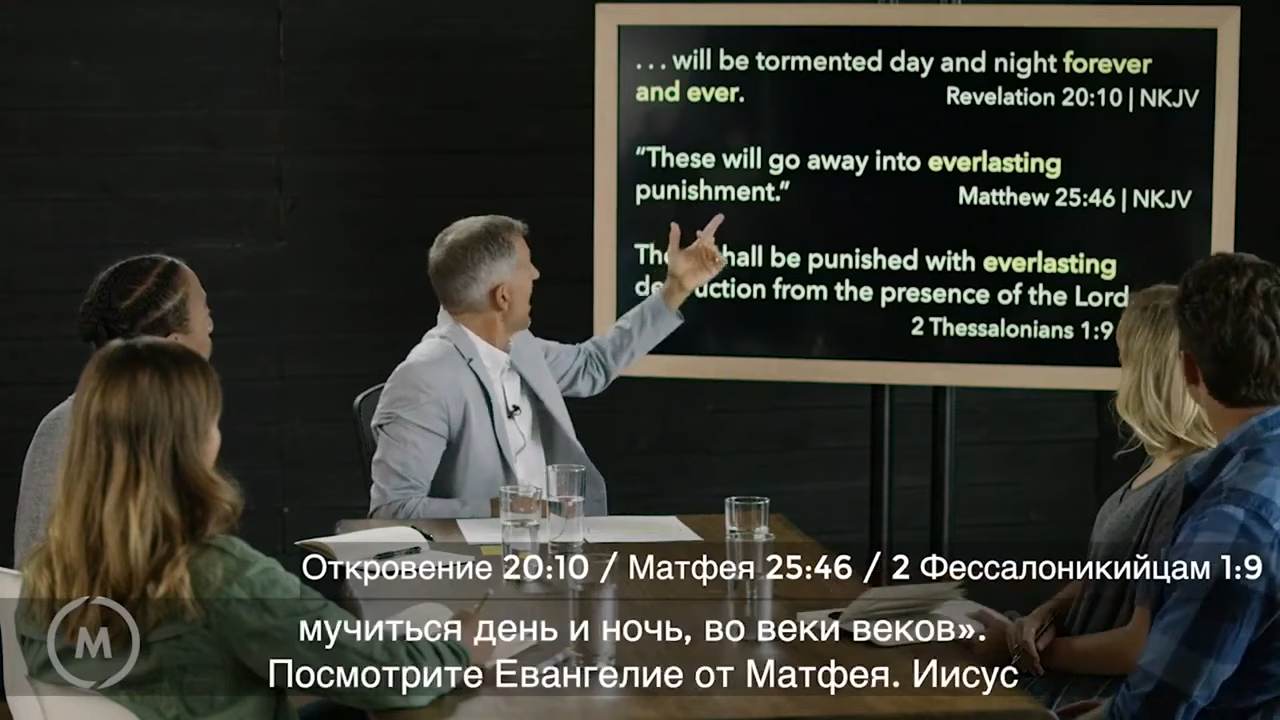 ... will be tormented day and night forever
and ever.
Revelation 20:10 | NKJV
“These will go away into everlasting
punishment.”
Matthew 25:46 | NKJV
shall be punished with everlasting
destruction from the presence of the Lord
2 Thessalonians 1:9
Откровение 20:10 / Матфея 25:46 / 2 Фессалоникийцам 1:9
мучиться день и ночь, во веки веков».
Посмотрите Евангелие от Матфея. Иисус
M